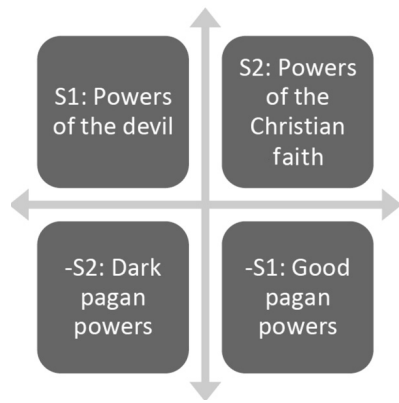 S1: Powers
of the devil
S2: Powers
of the
Christian
faith
-S2: Dark
pagan
powers
-S1: Good
pagan
powers